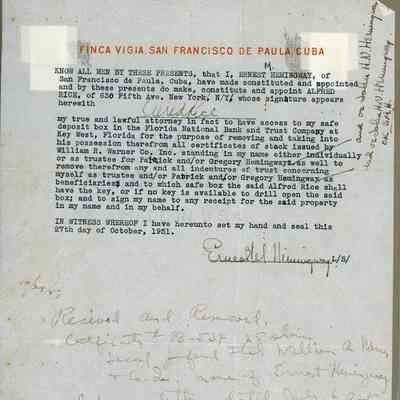 FINCA VIGIA SAN FRANCISCO DE PAULA CUBA
M.
KNOW ALL MEN BY THESE PRESENTS, that I, ERNEST HEMINGWAY, of
San Francisco de Paula, Cuba, have made constituted and appointed
and by these presents do make, constitute and appoint ALFRED
RICE, of 630 Fifth Ave. New York, N/Y, whose signature appears
herewith
my true and lawful attorney in fact to have access to my safe
deposit box in the Florida National Bank and Trust Company at
Key West, Florida for the purpose of removing and taking into
his possession therefrom all certificates of stock issued by
William R. Warner Co. Inc. standing in my name either individually
or as trustee for Patrick and/or Gregory Hemingway as well to
remove therefrom any and all indentures of trust concerning
myself as trustee and/or Patrick and/or Gregory Hemingway as
beneficiaries and to which safe box the said Alfred Rice shall
have the key, or if no key is available to drill open the said
box; and to sign my name to any receipt for the said property
in my name and in my behalf.
IN WITNESS WHEREOF I have hereunto set my hand and seal this
27th day of October, 1951.
Ernest M. Hemingway L/S/
Received and Removed,
William R. Warner
name of Ernest Hemingway